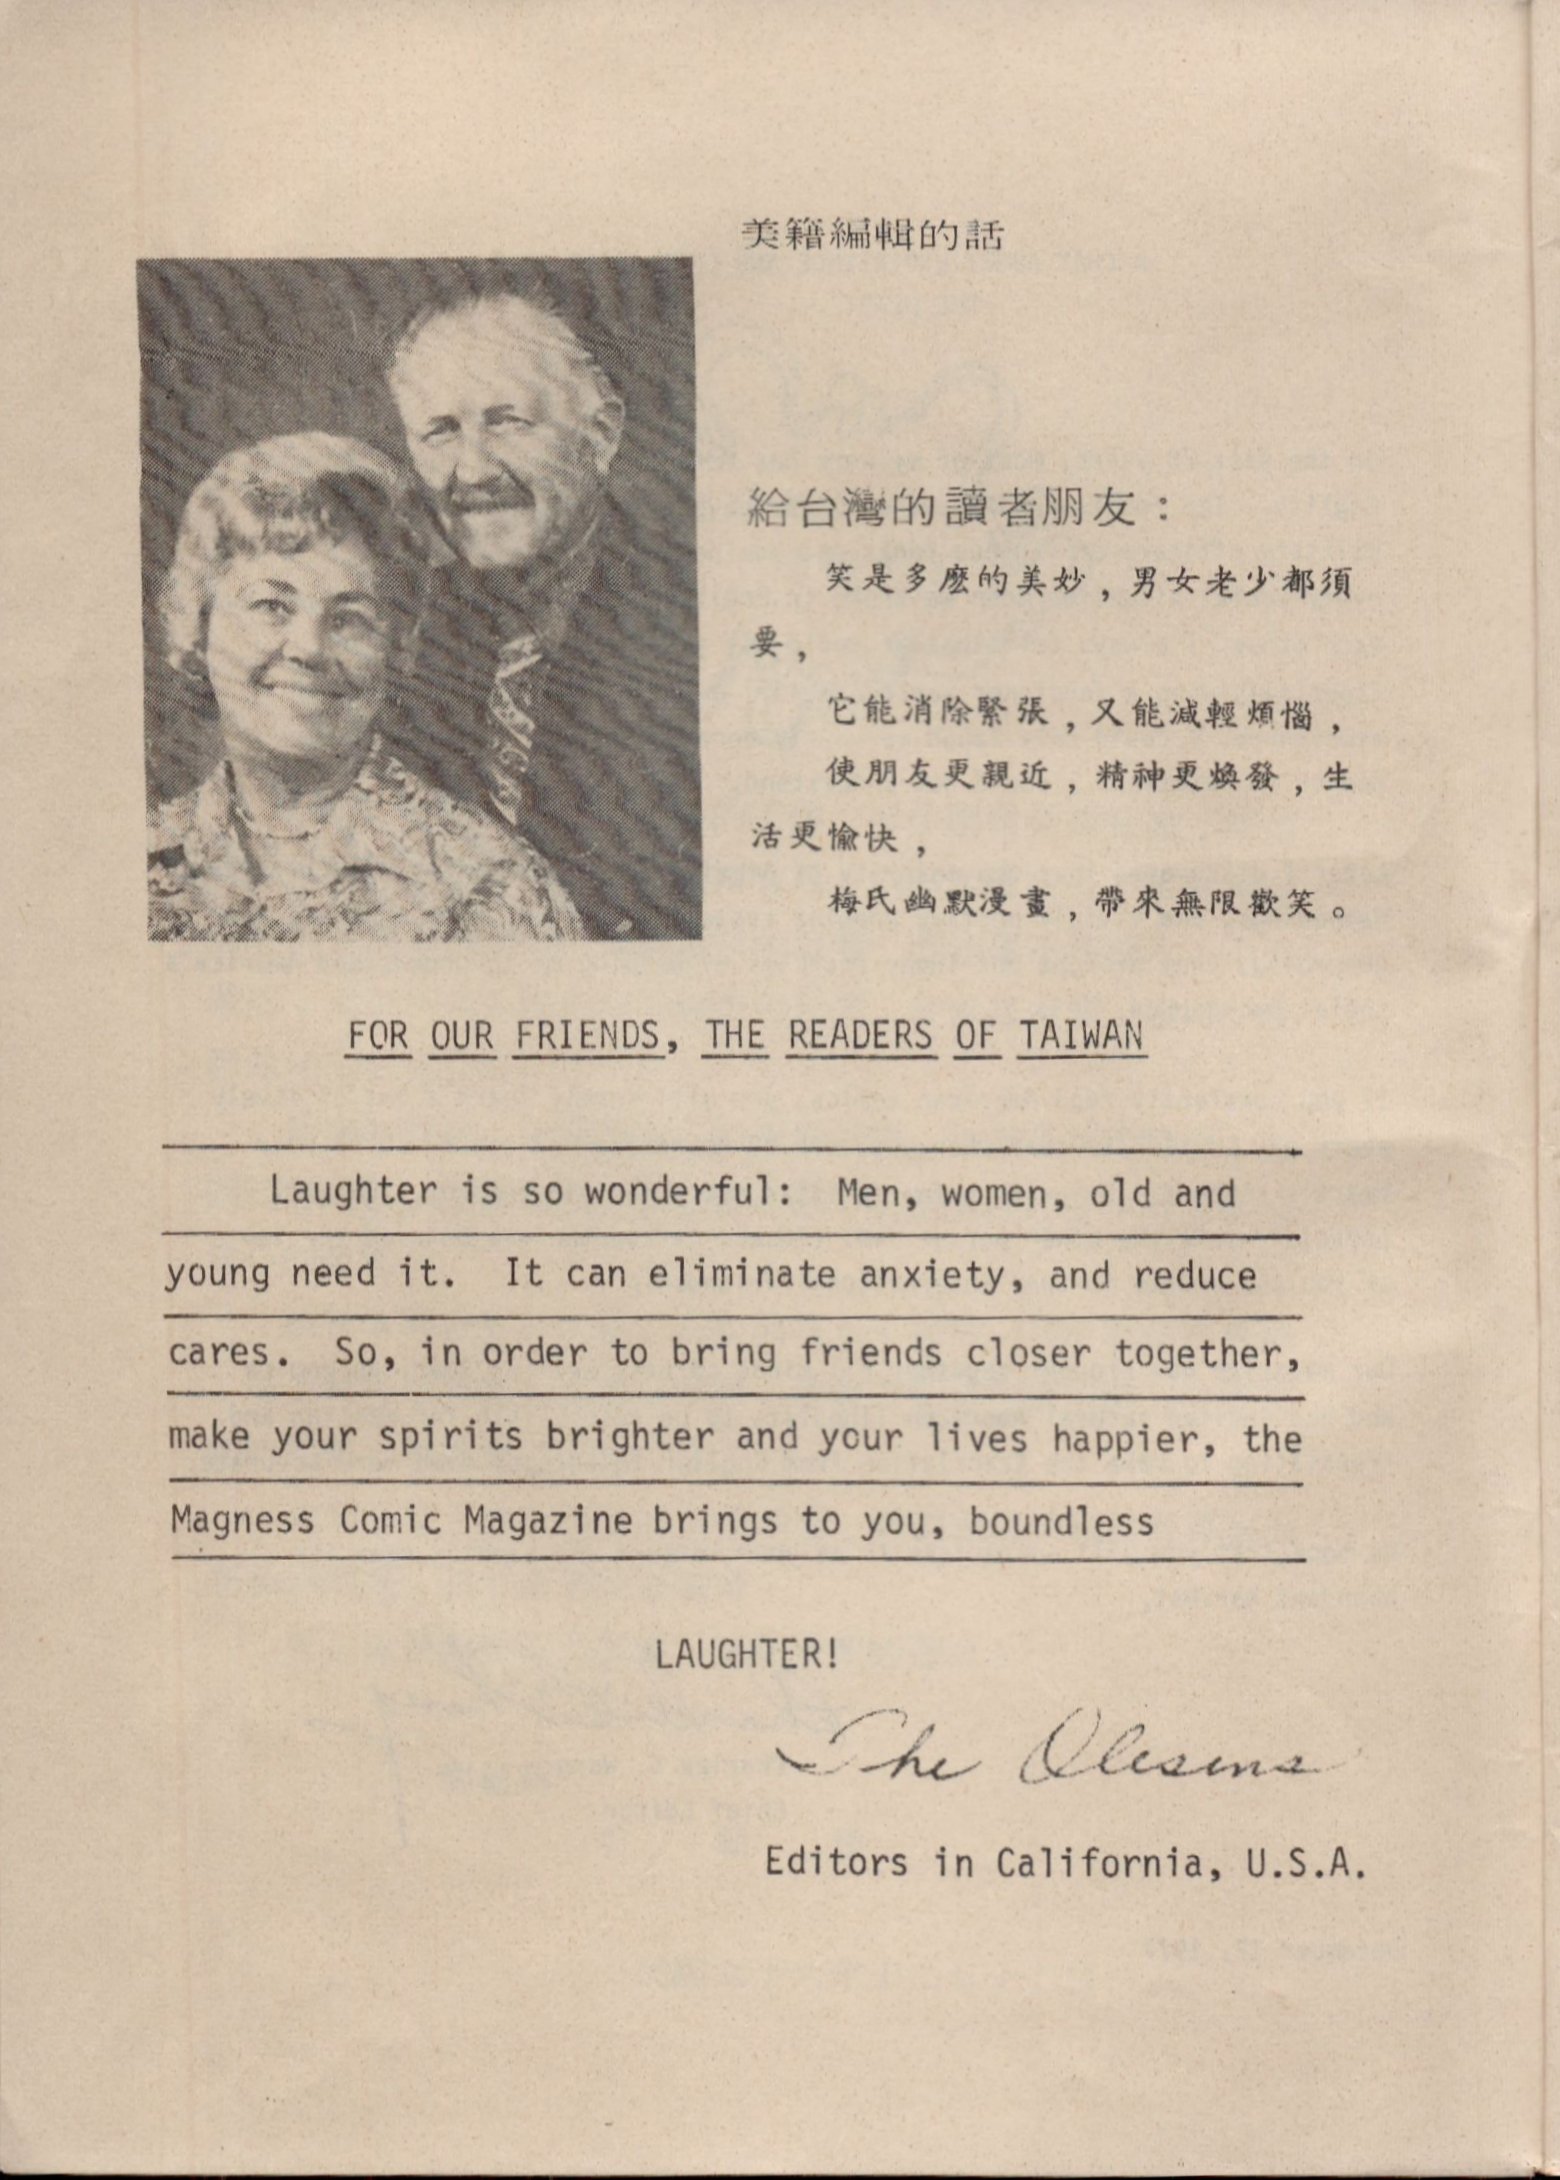 美籍編輯的話
給台灣的讀者朋友：
笑是多麽的美妙，男女老少都須
要，
它能消除緊張，又能減輕煩惱，
使朋友更親近，精神更煥發，生
活更愉快，
梅氏幽默漫畫，帶來無限歡笑。
FOR OUR FRIENDS, THE READERS OF TAIWAN
Laughter is so wonderful: Men, women, old and
young need it. It can eliminate anxiety, and reduce
cares. So, in order to bring friends closer together,
make your spirits brighter and your lives happier, the
Magness Comic Magazine brings to you, boundless
LAUGHTER!
The Olesens
Editors in California, U.S.A.